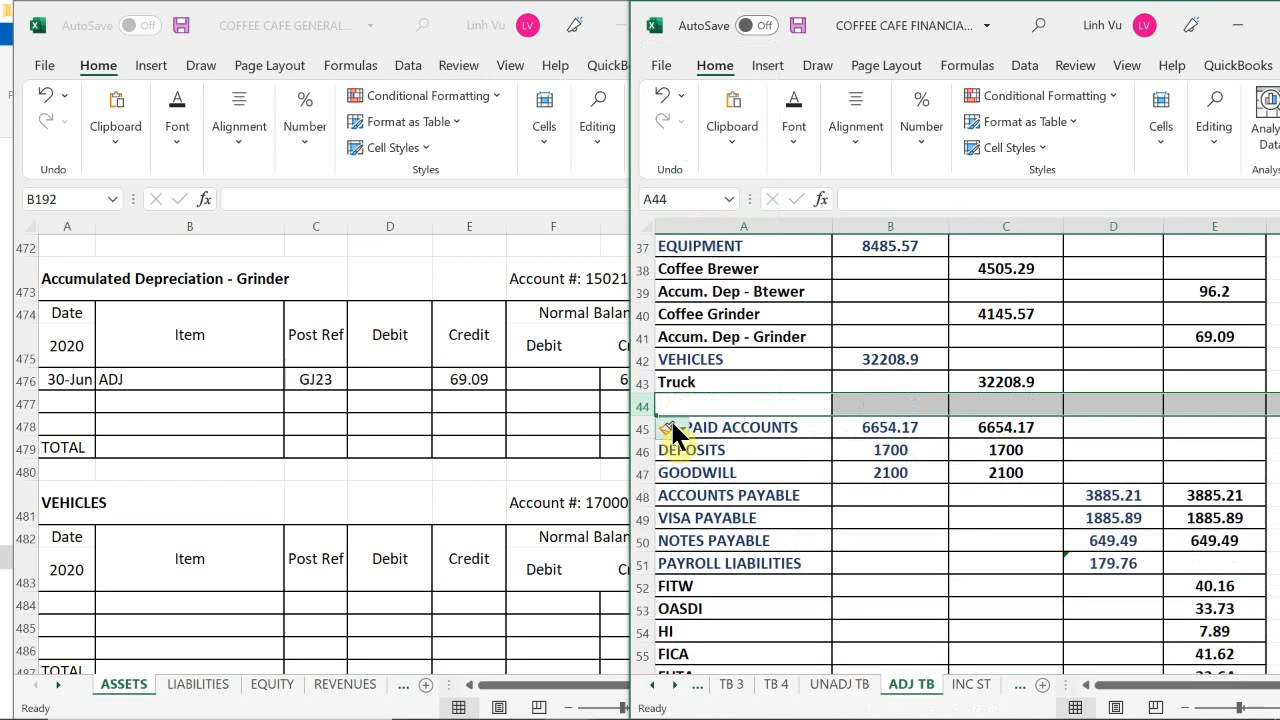 AutoSave Off COFFEE CAFE GENERAL... Linh Vu LV
File Home Insert Draw Page Layout Formulas Data Review View Help QuickB
Conditional Formatting
Format as Table
Cell Styles
Clipboard Font Alignment Number Cells Editing
Undo Styles
B192 fx
A B C D E F
472
473 Accumulated Depreciation - Grinder Account #: 15021
474 Date Item Post Ref Debit Credit Normal Balan
475 2020 Debit
476 30-Jun ADJ GJ23 69.09 6
477
478
479 TOTAL
480
481 VEHICLES Account #: 17000
482 Date Item Post Ref Debit Credit Normal Balan
483 2020 Debit
484
485
486
487 TOTAL
... ASSETS LIABILITIES EQUITY REVENUES ...
Ready
AutoSave Off COFFEE CAFE FINANCIA... Linh Vu LV
File Home Insert Draw Page Layout Formulas Data Review View Help QuickBooks
Conditional Formatting
Format as Table
Cell Styles
Clipboard Font Alignment Number Cells Editing Analy
Data
Undo Styles Analys
A44 fx
A B C D E
37 EQUIPMENT 8485.57
38 Coffee Brewer 4505.29
39 Accum. Dep - Btewer 96.2
40 Coffee Grinder 4145.57
41 Accum. Dep - Grinder 69.09
42 VEHICLES 32208.9
43 Truck 32208.9
44
45 PAID ACCOUNTS 6654.17 6654.17
46 DEPOSITS 1700 1700
47 GOODWILL 2100 2100
48 ACCOUNTS PAYABLE 3885.21 3885.21
49 VISA PAYABLE 1885.89 1885.89
50 NOTES PAYABLE 649.49 649.49
51 PAYROLL LIABILITIES 179.76
52 FITW 40.16
53 OASDI 33.73
54 HI 7.89
55 FICA 41.62
... TB 3 TB 4 UNADJ TB ADJ TB INC ST ...
Ready